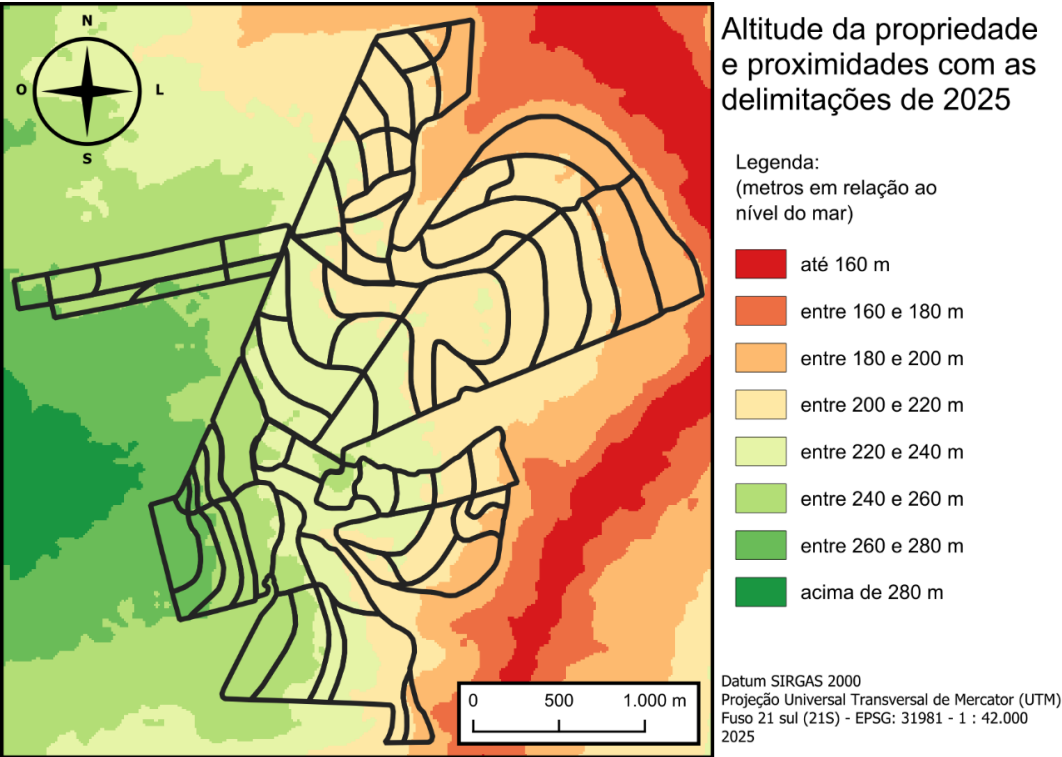 N
O
L
S
Altitude da propriedade
e proximidades com as
delimitações de 2025
Legenda:
(metros em relação ao
nível do mar)
até 160 m
entre 160 e 180 m
entre 180 e 200 m
entre 200 e 220 m
entre 220 e 240 m
entre 240 e 260 m
entre 260 e 280 m
acima de 280 m
0 500 1.000 m
Datum SIRGAS 2000
Projeção Universal Transversal de Mercator (UTM)
Fuso 21 sul (21S) - EPSG: 31981 - 1 : 42.000
2025